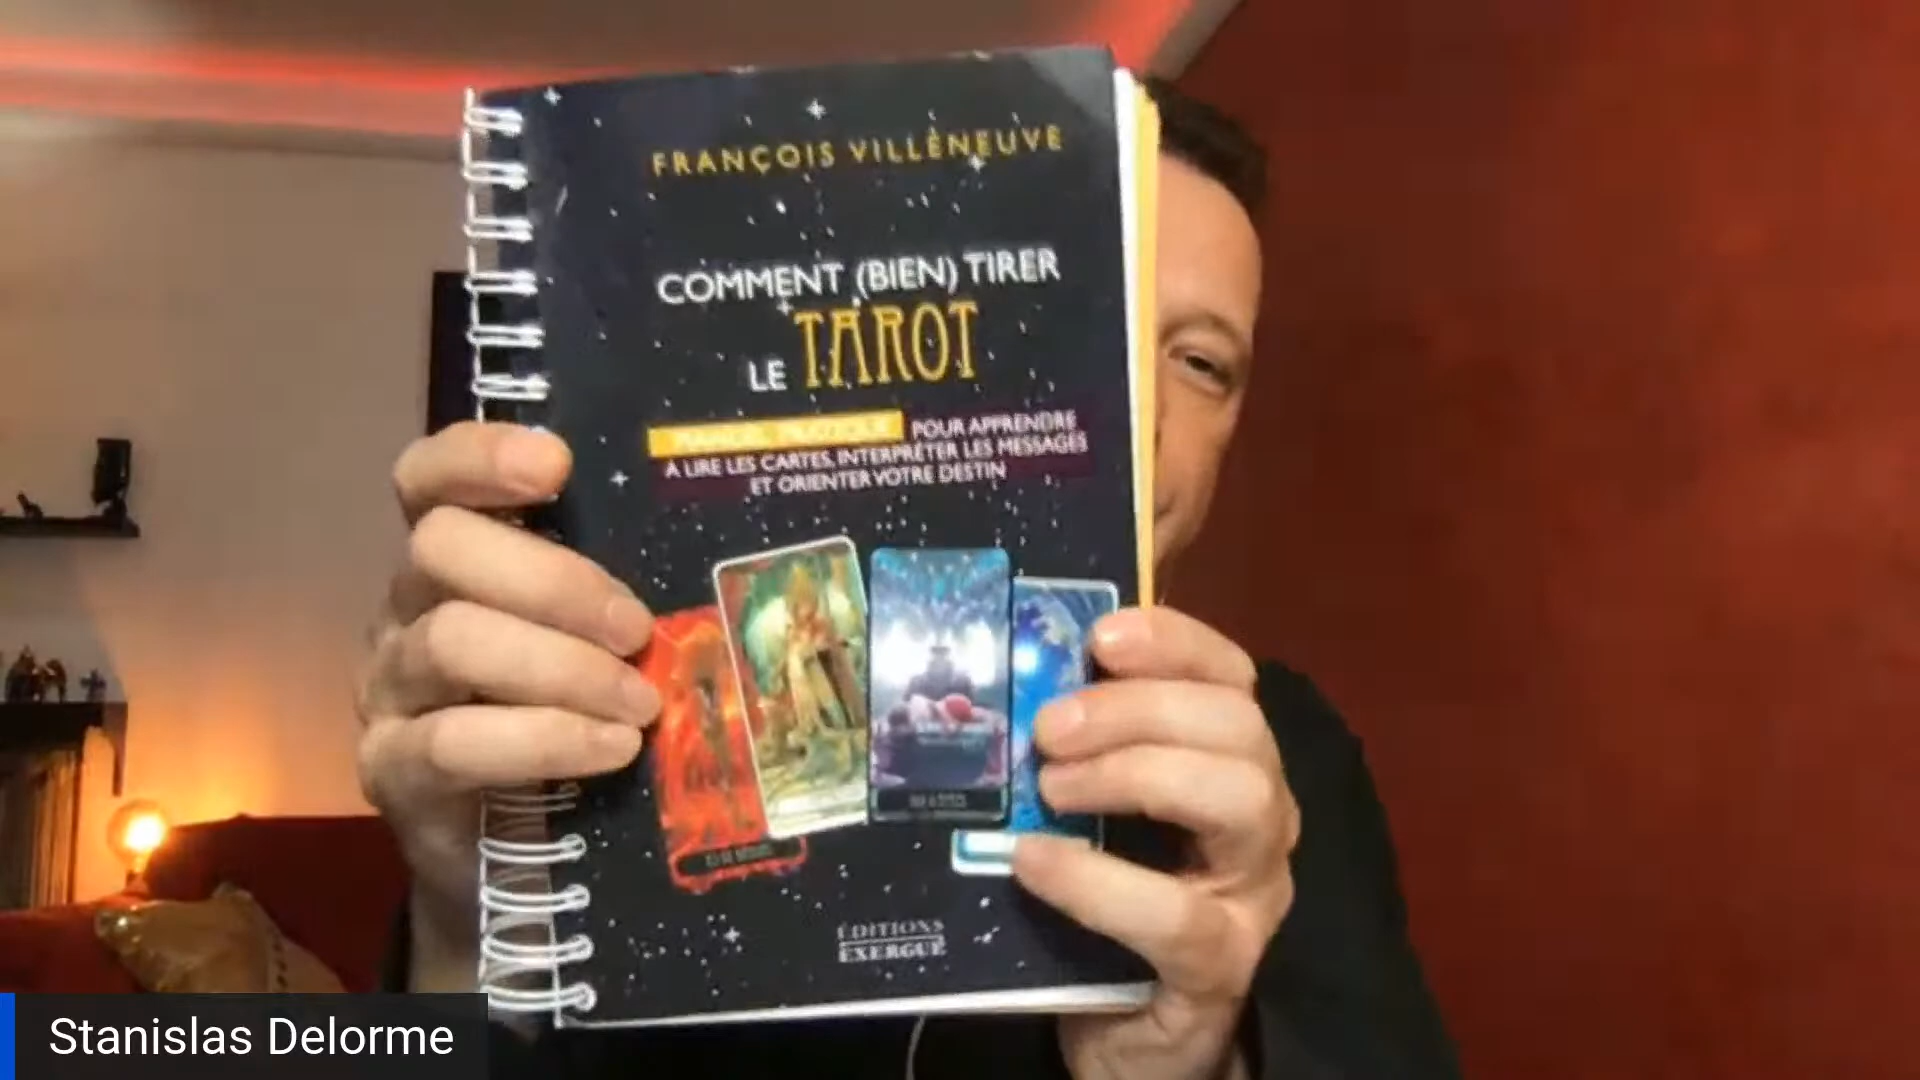 FRANÇOIS VILLÈNEUVE
COMMENT (BIEN) TIRER
LE TAROT
MANUEL PRATIQUE POUR APPRENDRE
À LIRE LES CARTES, INTERPRÉTER LES MESSAGES
ET ORIENTER VOTRE DESTIN
ÉDITIONS
EXERGUE
Stanislas Delorme